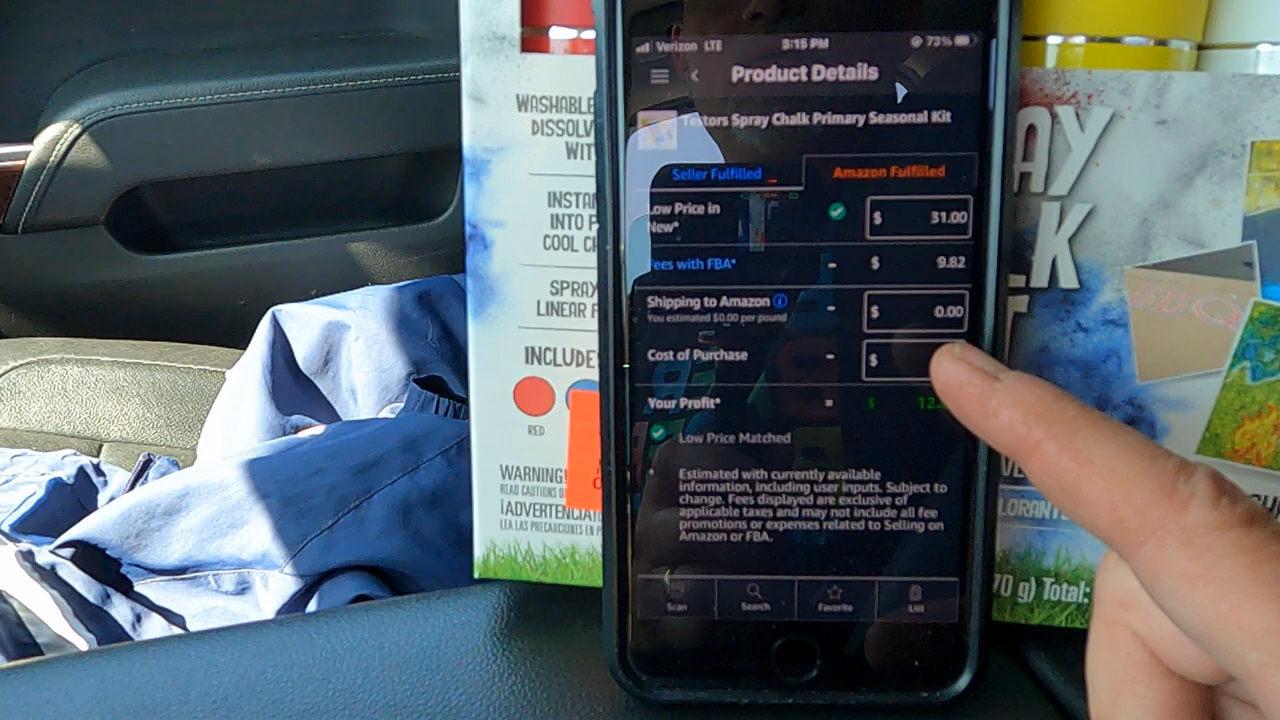 Verizon LTE 3:15 PM 73%
Product Details
Testors Spray Chalk Primary Seasonal Kit
Seller Fulfilled Amazon Fulfilled
Low Price in
New*
$ 31.00
Fees with FBA* - $ 9.82
Shipping to Amazon - $ 0.00
You estimated $0.00 per pound
Cost of Purchase - $
Your Profit* = $ 12.
Low Price Matched
* Estimated with currently available
information, including user inputs. Subject to
change. Fees displayed are exclusive of
applicable taxes and may not include all fee
promotions or expenses related to Selling on
Amazon or FBA.
Scan Search Favorite List
WASHABLE
DISSOLV
WIT
INSTAN
INTO F
COOL CR
SPRAY
LINEAR F
INCLUDES
RED
WARNING!
READ CAUTIONS O
¡ADVERTENCIA!
LEA LAS PRECAUCIONES EN P
AY
LK
T
70 g) Total: